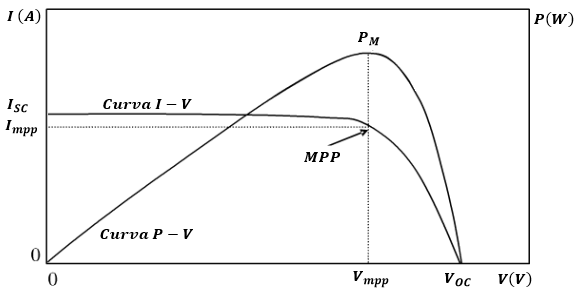 I (A)
P(W)
P_M
I_SC
Curva I − V
I_mpp
MPP
Curva P − V
0
0
V_mpp
V_OC
V(V)